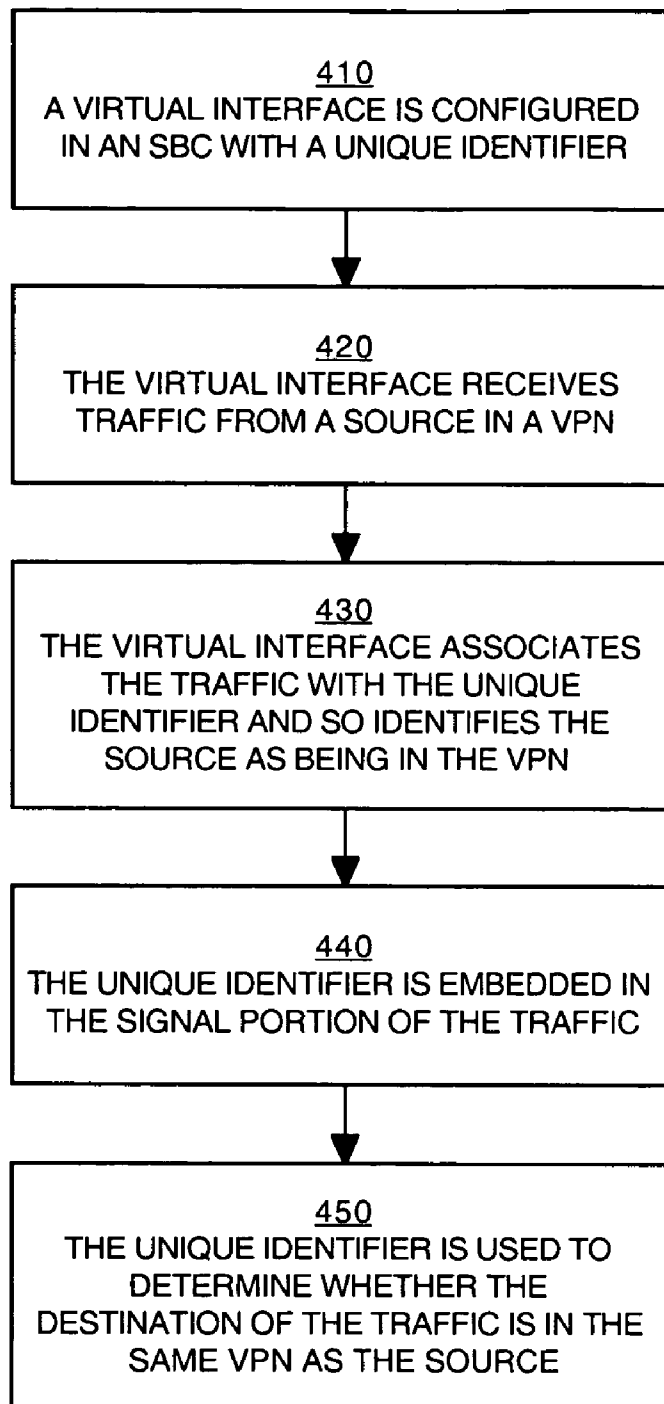 410
A VIRTUAL INTERFACE IS CONFIGURED
IN AN SBC WITH A UNIQUE IDENTIFIER
420
THE VIRTUAL INTERFACE RECEIVES
TRAFFIC FROM A SOURCE IN A VPN
430
THE VIRTUAL INTERFACE ASSOCIATES
THE TRAFFIC WITH THE UNIQUE
IDENTIFIER AND SO IDENTIFIES THE
SOURCE AS BEING IN THE VPN
440
THE UNIQUE IDENTIFIER IS EMBEDDED IN
THE SIGNAL PORTION OF THE TRAFFIC
450
THE UNIQUE IDENTIFIER IS USED TO
DETERMINE WHETHER THE
DESTINATION OF THE TRAFFIC IS IN THE
SAME VPN AS THE SOURCE